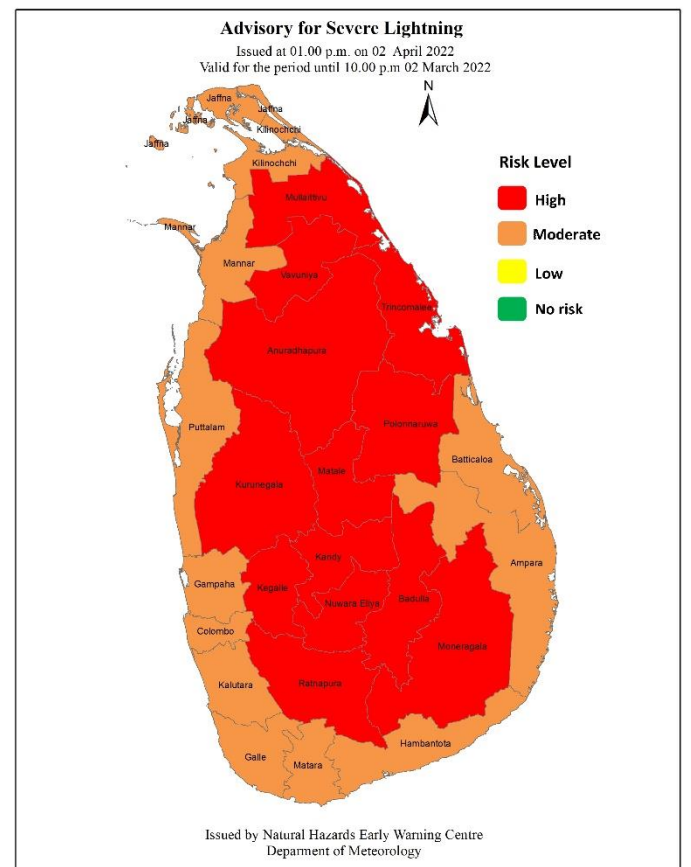 Advisory for Severe Lightning
Issued at 01.00 p.m. on 02 April 2022
Valid for the period until 10.00 p.m 02 March 2022
N
Jaffna
Jaffna
Jaffna
Kilinochchi
Jaffna
Kilinochchi
Risk Level
High
Moderate
Low
No risk
Mullaittivu
Mannar
Mannar
Vavuniya
Trincomalee
Anuradhapura
Puttalam
Polonnaruwa
Batticaloa
Matale
Kurunegala
Kandy
Ampara
Gampaha
Kegalle
Nuwara Eliya
Badulla
Colombo
Moneragala
Kalutara
Ratnapura
Hambantota
Galle
Matara
Issued by Natural Hazards Early Warning Centre
Deparment of Meteorology